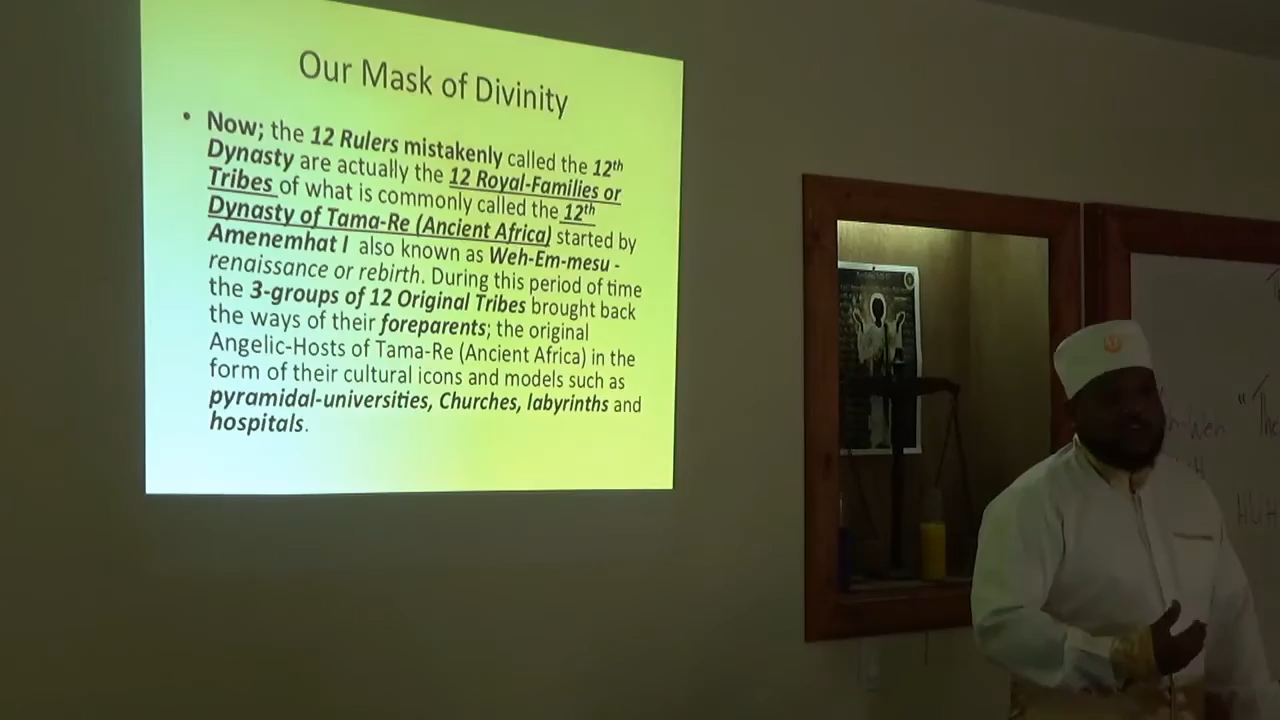 Our Mask of Divinity
• Now; the 12 Rulers mistakenly called the 12th
Dynasty are actually the 12 Royal-Families or
Tribes of what is commonly called the 12th
Dynasty of Tama-Re (Ancient Africa) started by
Amenemhat I also known as Weh-Em-mesu -
renaissance or rebirth. During this period of time
the 3-groups of 12 Original Tribes brought back
the ways of their foreparents; the original
Angelic-Hosts of Tama-Re (Ancient Africa) in the
form of their cultural icons and models such as
pyramidal-universities, Churches, labyrinths and
hospitals.
"The
HUH